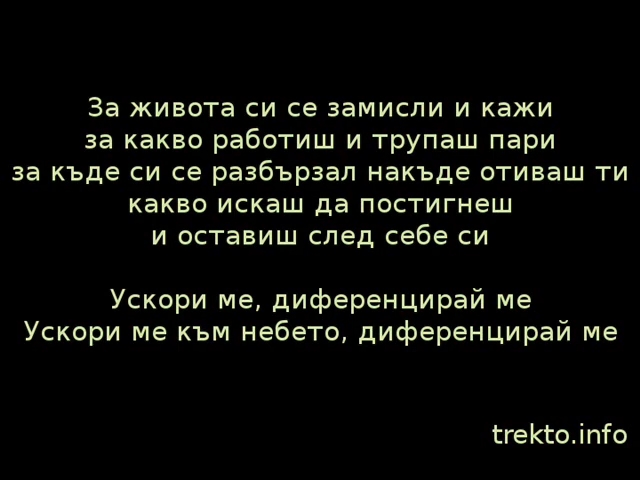 За живота си се замисли и кажи
за какво работиш и трупаш пари
за къде си се разбързал накъде отиваш ти
какво искаш да постигнеш
и оставиш след себе си
Ускори ме, диференцирай ме
Ускори ме към небето, диференцирай ме
trekto.info